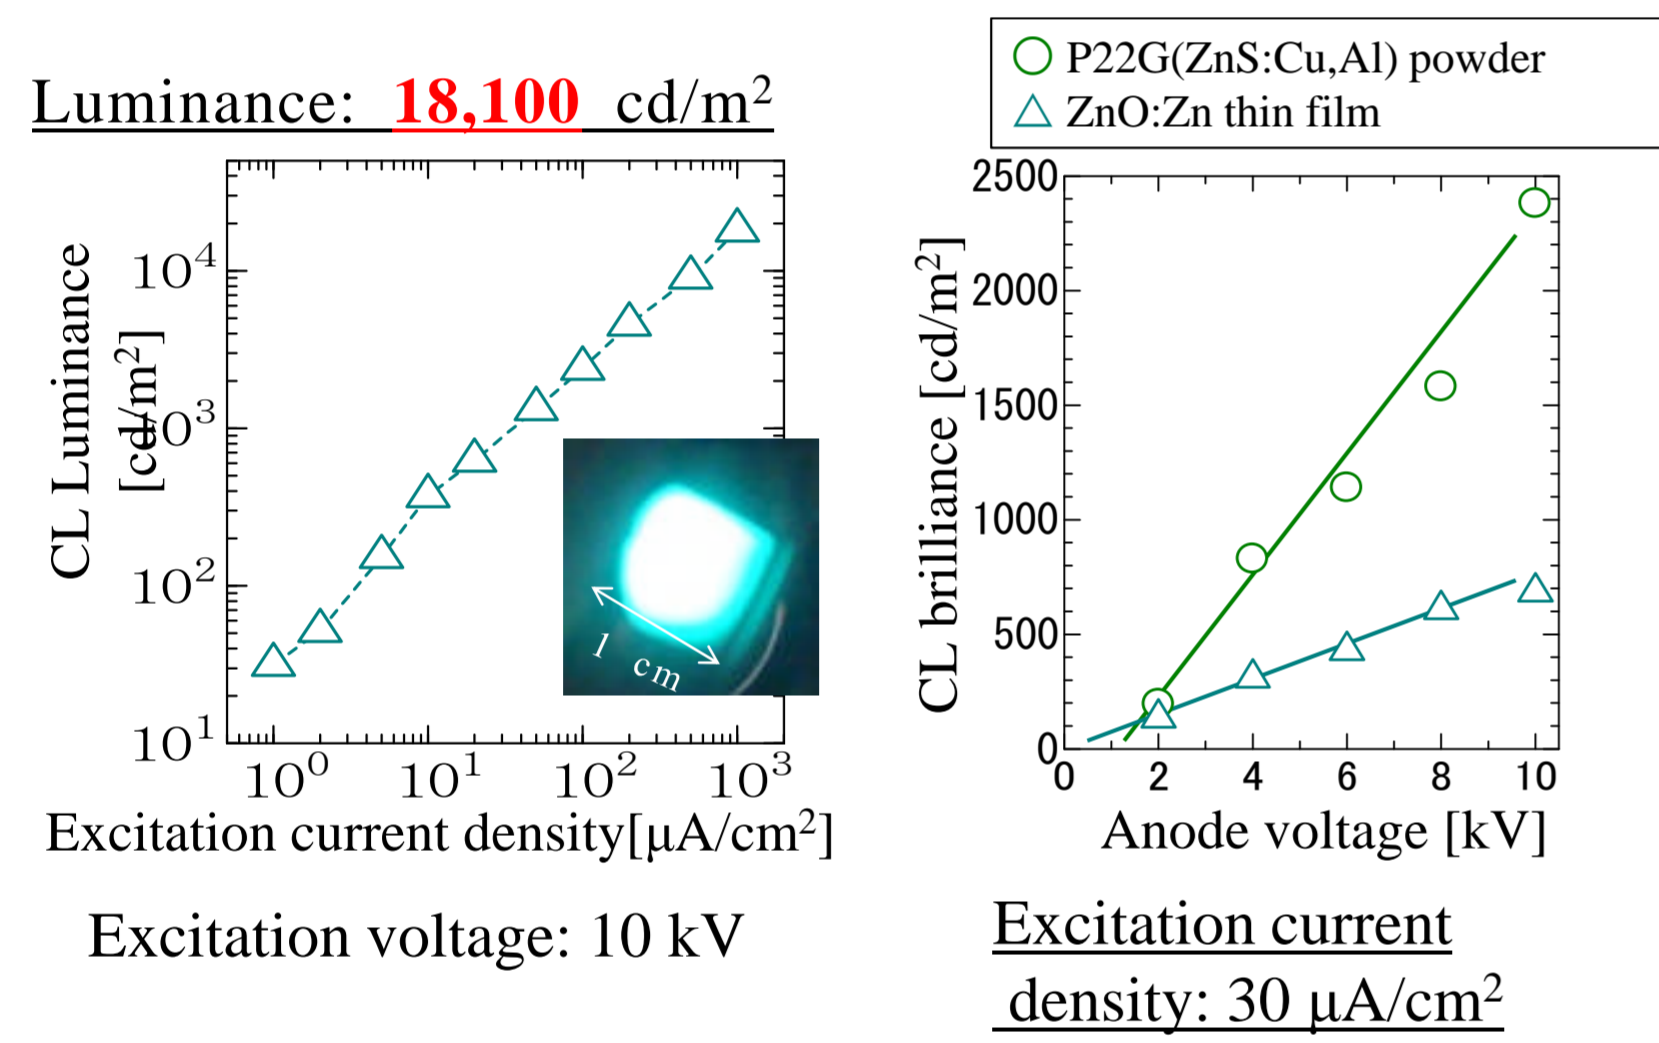 Luminance: 18,100 cd/m²
CL Luminance
[cd/m²]
10⁴
10³
10²
10¹
10⁰ 10¹ 10² 10³
Excitation current density[μA/cm²]
1 cm
Excitation voltage: 10 kV
P22G(ZnS:Cu,Al) powder
ZnO:Zn thin film
CL brilliance [cd/m²]
2500
2000
1500
1000
500
0
0 2 4 6 8 10
Anode voltage [kV]
Excitation current
density: 30 μA/cm²